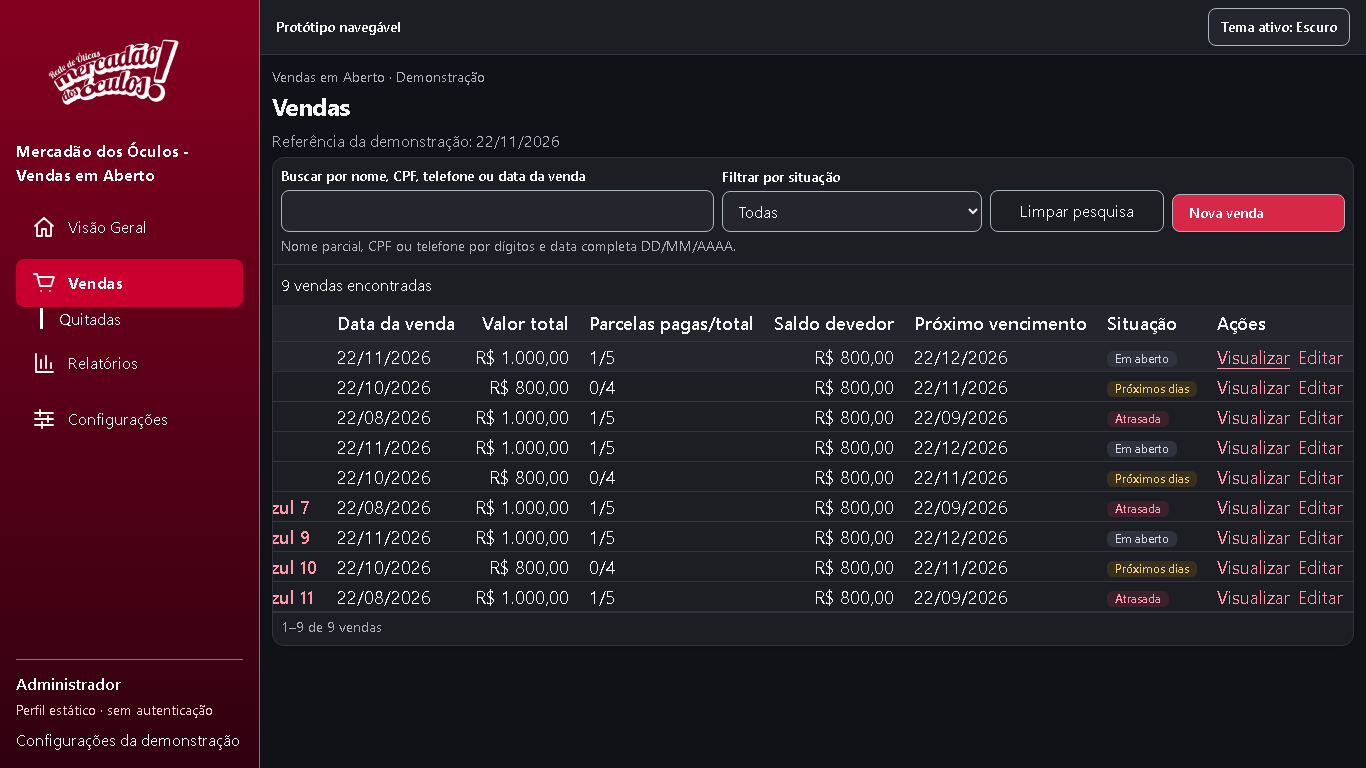 Rede de Óticas
mercadão
dos óculos!
Mercadão dos Óculos -
Vendas em Aberto
Visão Geral
Vendas
Quitadas
Relatórios
Configurações
Administrador
Perfil estático · sem autenticação
Configurações da demonstração
Protótipo navegável
Tema ativo: Escuro
Vendas em Aberto · Demonstração
Vendas
Referência da demonstração: 22/11/2026
Buscar por nome, CPF, telefone ou data da venda
Filtrar por situação
Todas
Limpar pesquisa
Nova venda
Nome parcial, CPF ou telefone por dígitos e data completa DD/MM/AAAA.
9 vendas encontradas
Data da venda Valor total Parcelas pagas/total Saldo devedor Próximo vencimento Situação Ações
22/11/2026 R$ 1.000,00 1/5 R$ 800,00 22/12/2026 Em aberto Visualizar Editar
22/10/2026 R$ 800,00 0/4 R$ 800,00 22/11/2026 Próximos dias Visualizar Editar
22/08/2026 R$ 1.000,00 1/5 R$ 800,00 22/09/2026 Atrasada Visualizar Editar
22/11/2026 R$ 1.000,00 1/5 R$ 800,00 22/12/2026 Em aberto Visualizar Editar
22/10/2026 R$ 800,00 0/4 R$ 800,00 22/11/2026 Próximos dias Visualizar Editar
zul 7 22/08/2026 R$ 1.000,00 1/5 R$ 800,00 22/09/2026 Atrasada Visualizar Editar
zul 9 22/11/2026 R$ 1.000,00 1/5 R$ 800,00 22/12/2026 Em aberto Visualizar Editar
zul 10 22/10/2026 R$ 800,00 0/4 R$ 800,00 22/11/2026 Próximos dias Visualizar Editar
zul 11 22/08/2026 R$ 1.000,00 1/5 R$ 800,00 22/09/2026 Atrasada Visualizar Editar
1–9 de 9 vendas